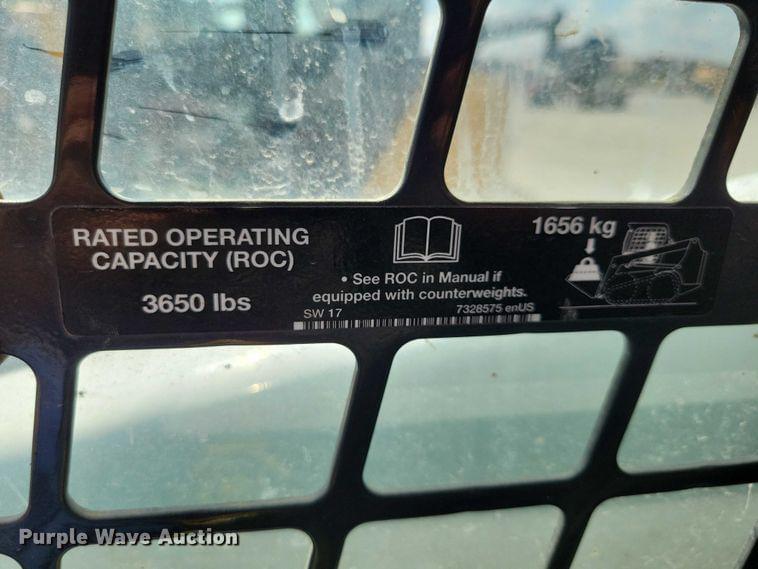 RATED OPERATING
CAPACITY (ROC)
3650 lbs
• See ROC in Manual if
equipped with counterweights.
SW 17
7328575 enUS
1656 kg
Purple Wave Auction